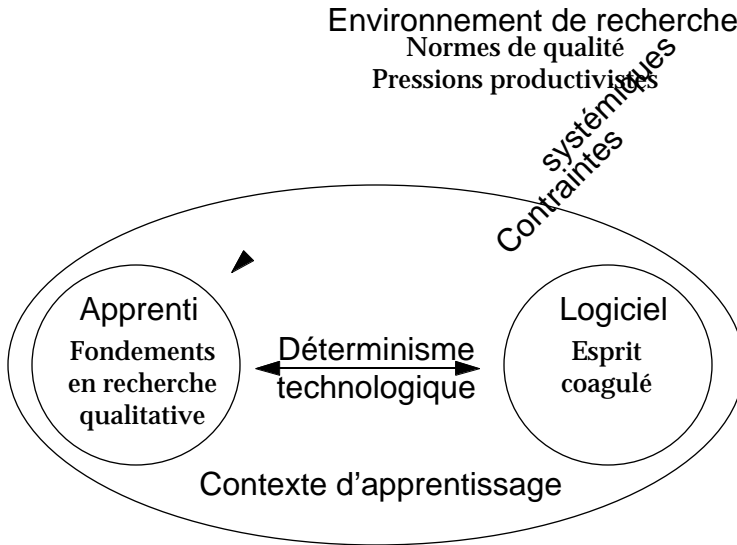 Environnement de recherche
Normes de qualité
Pressions productivistes
Contraintes
systémiques
Apprenti
Fondements
en recherche
qualitative
Déterminisme
technologique
Logiciel
Esprit
coagulé
Contexte d'apprentissage